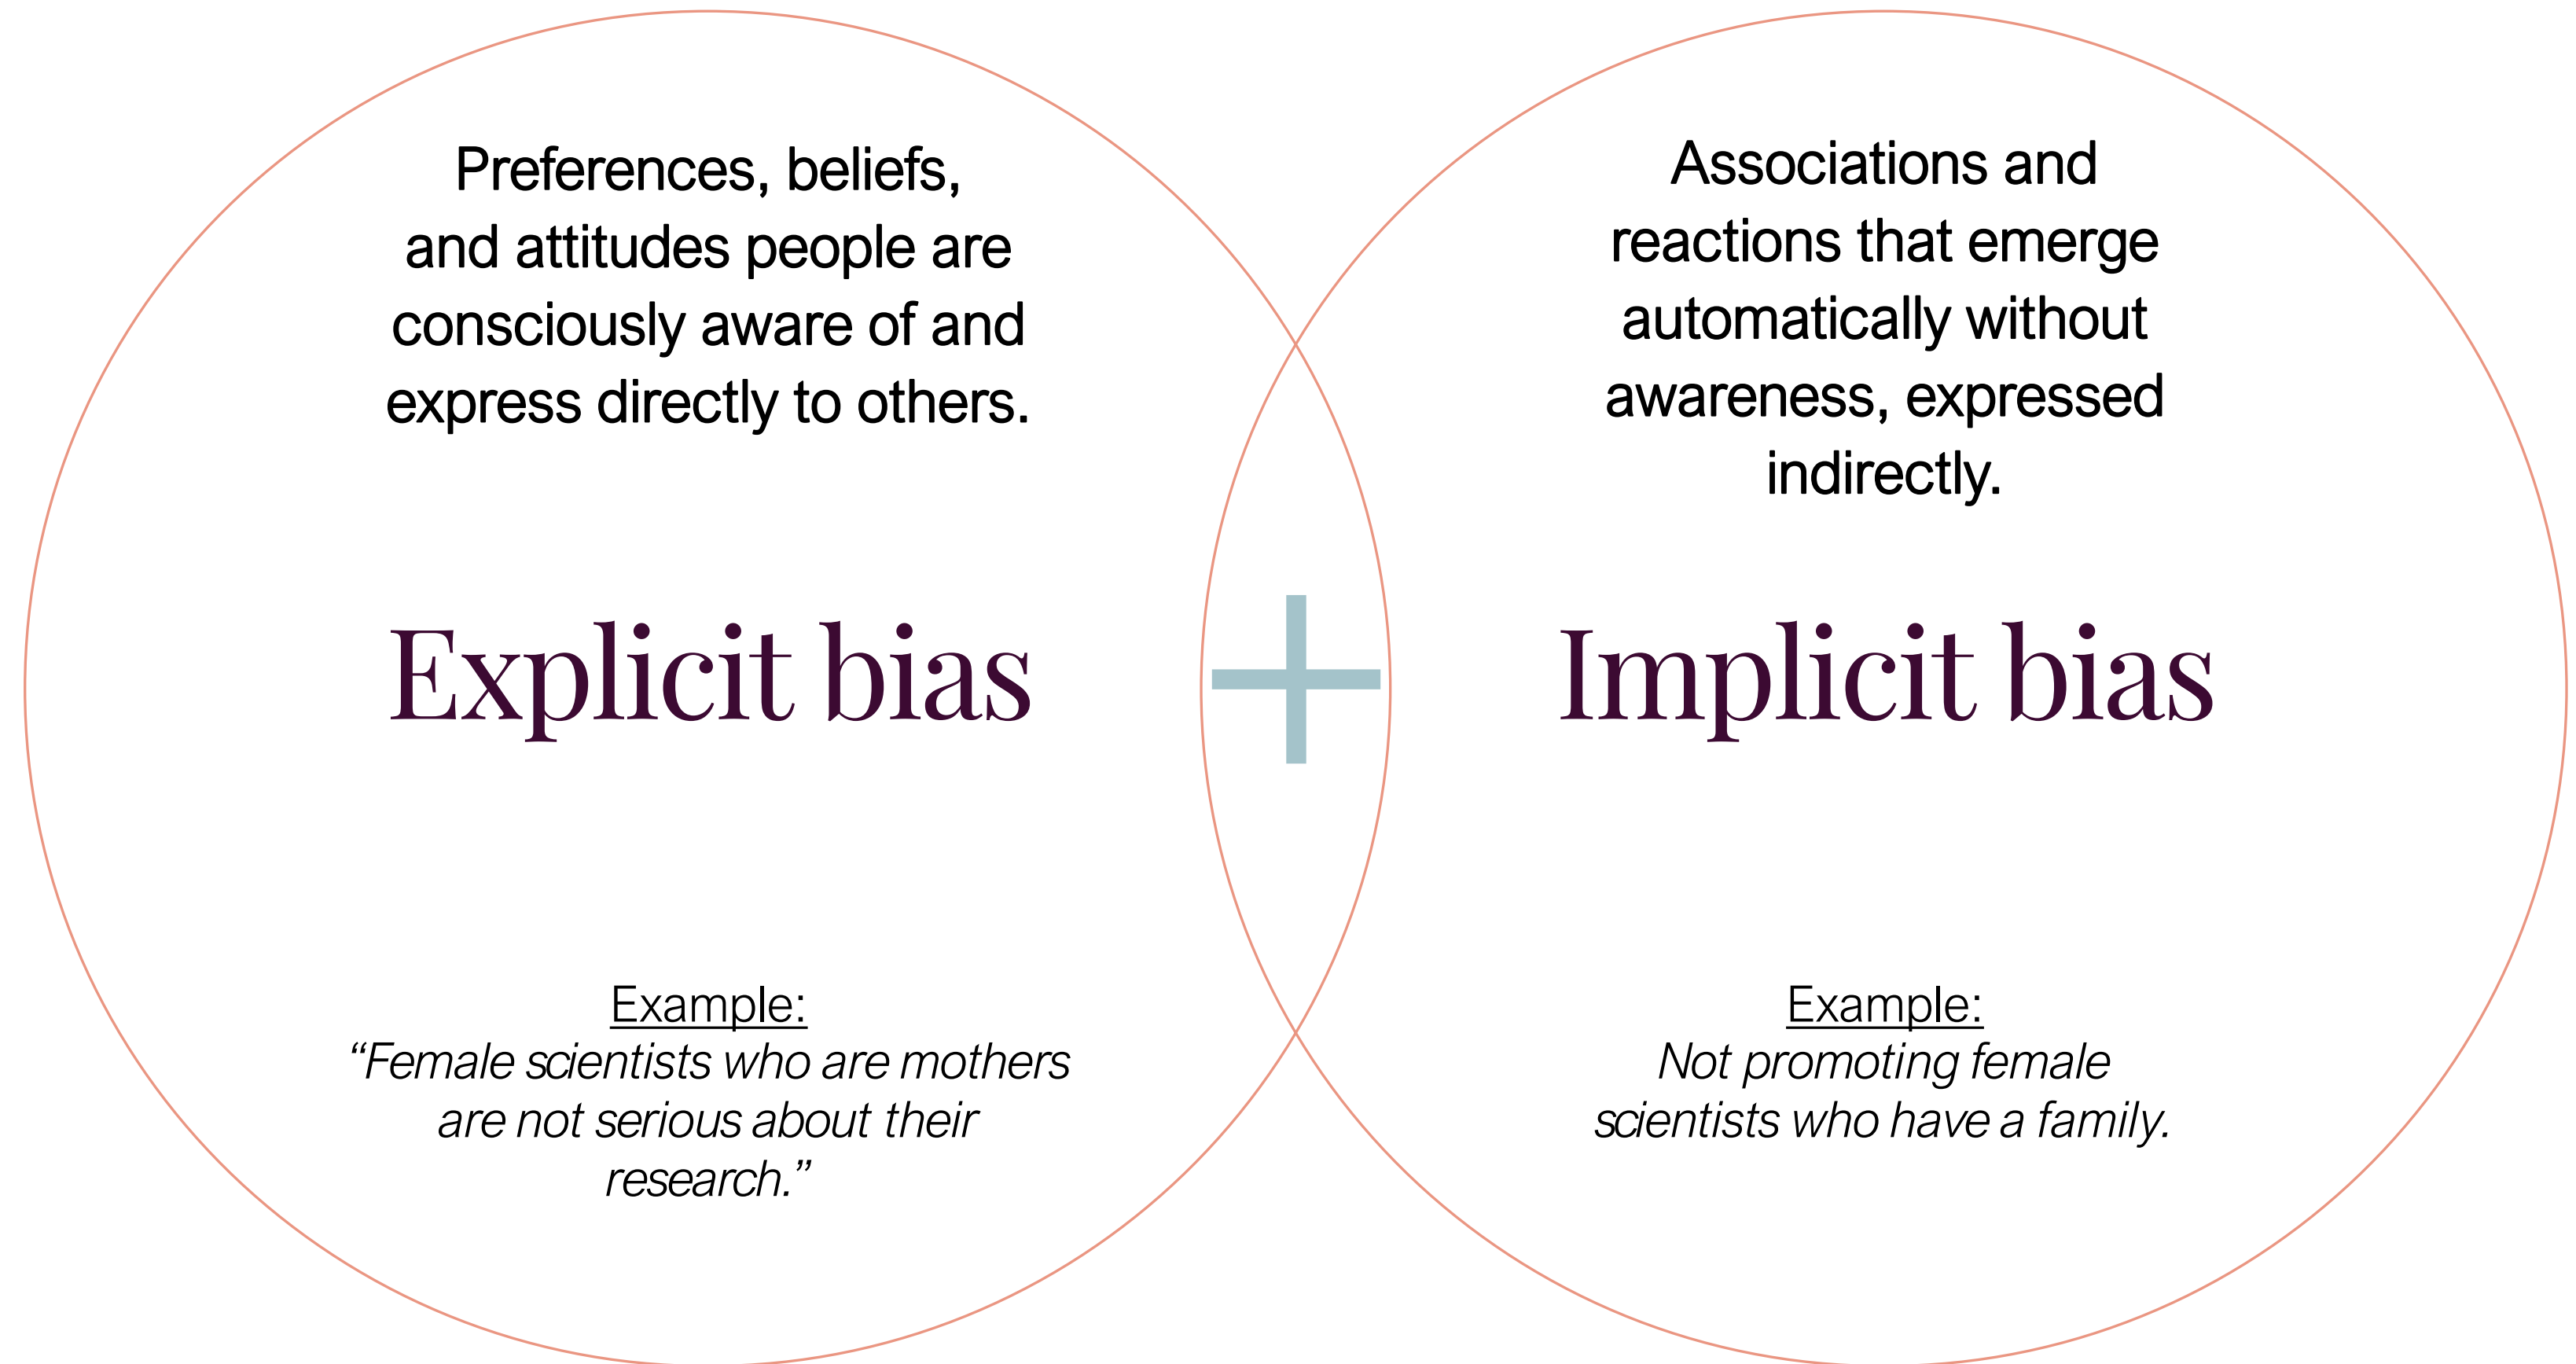 Preferences, beliefs,
and attitudes people are
consciously aware of and
express directly to others.
Explicit bias
Example:
“Female scientists who are mothers
are not serious about their
research.”
Associations and
reactions that emerge
automatically without
awareness, expressed
indirectly.
Implicit bias
Example:
Not promoting female
scientists who have a family.